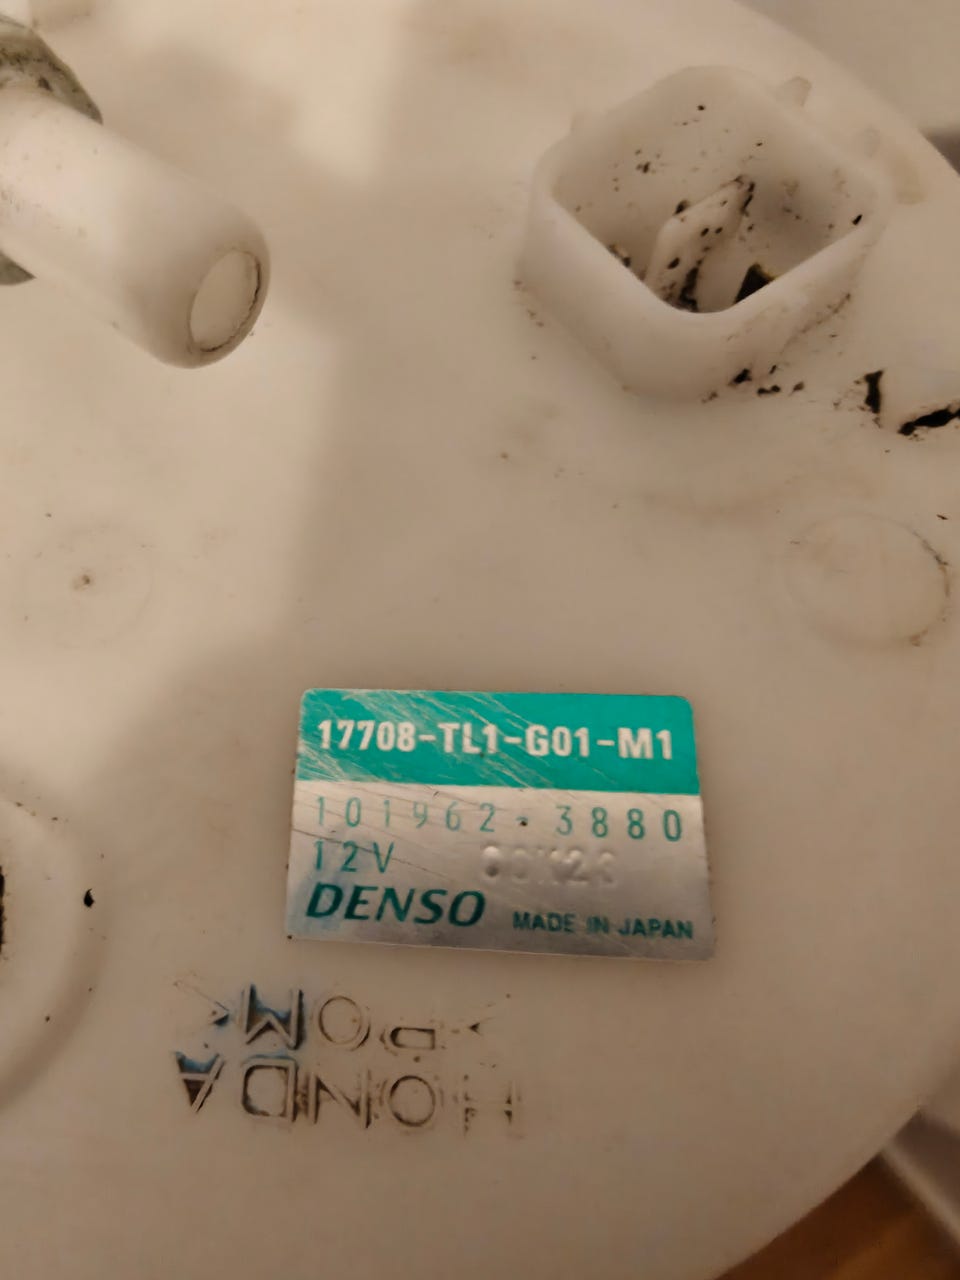 17708-TL1-G01-M1
101962-3880
12V
DENSO MADE IN JAPAN
HONDA
>POM<